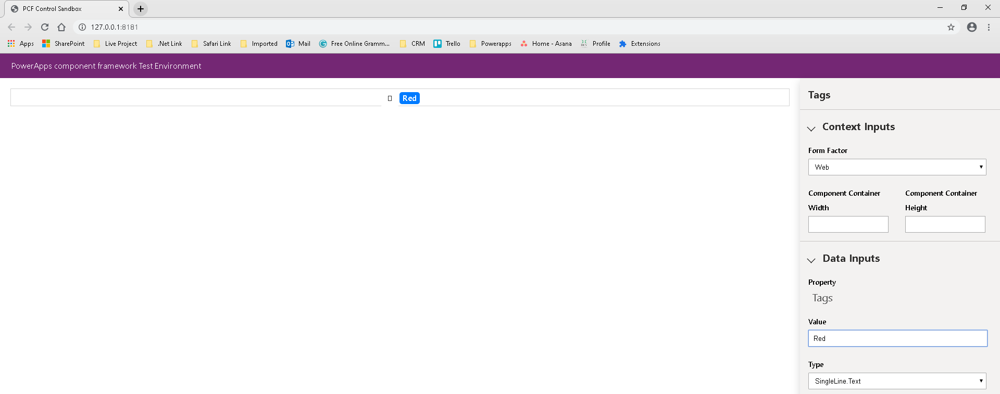 PCF Control Sandbox
127.0.0.1:8181
Apps SharePoint Live Project .Net Link Safari Link Imported Mail Free Online Gramm... CRM Trello Powerapps Home - Asana Profile Extensions
PowerApps component framework Test Environment
Red
Tags
Context Inputs
Form Factor
Web
Component Container Width
Component Container Height
Data Inputs
Property
Tags
Value
Red
Type
SingleLine.Text